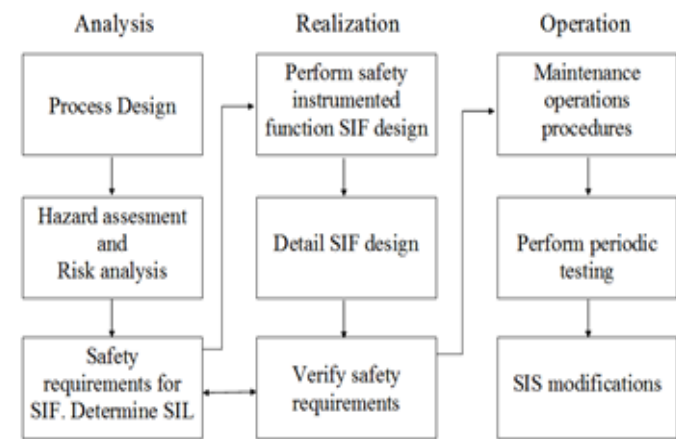 Analysis
Process Design
Hazard assesment
and
Risk analysis
Safety
requirements for
SIF. Determine SIL
Realization
Perform safety
instrumented
function SIF design
Detail SIF design
Verify safety
requirements
Operation
Maintenance
operations
procedures
Perform periodic
testing
SIS modifications